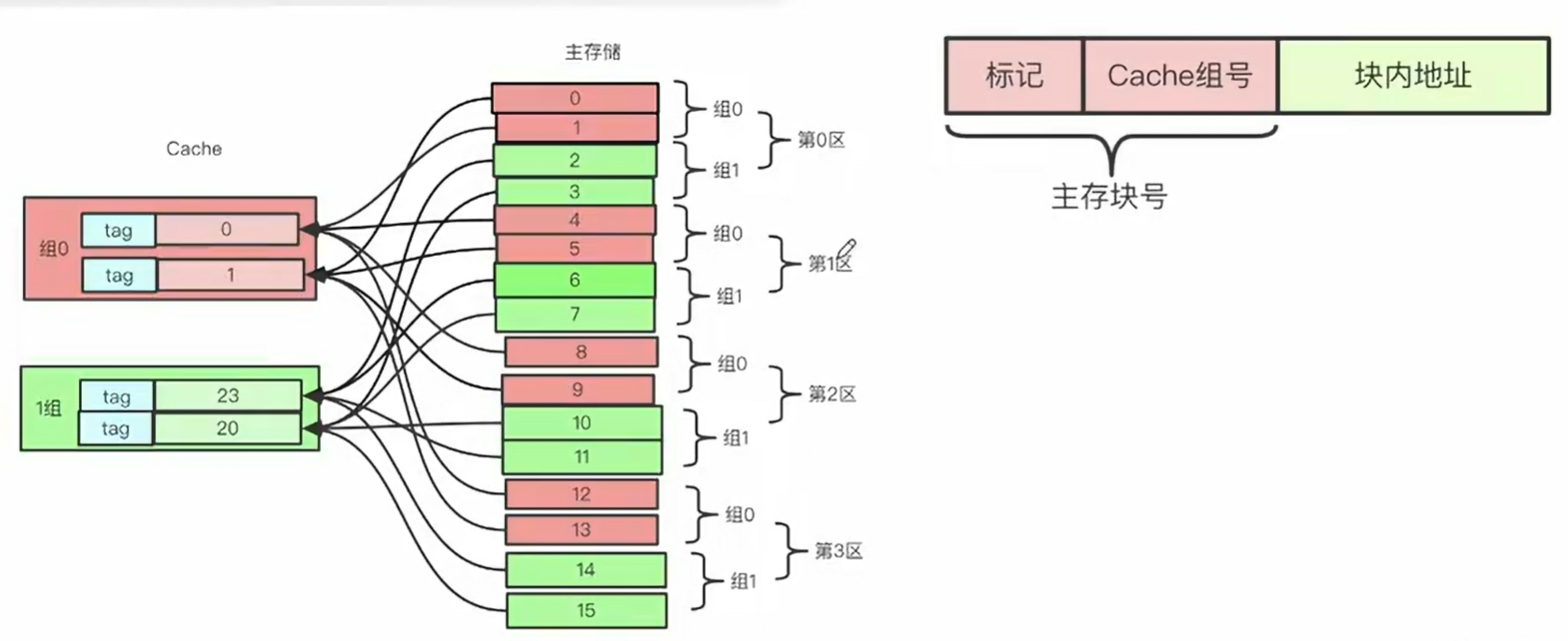 Cache
组0
tag 0
tag 1
1组
tag 23
tag 20
主存储
0
1
2
3
4
5
6
7
8
9
10
11
12
13
14
15
组0
组1
第0区
组0
组1
第1区
组0
组1
第2区
组0
组1
第3区
标记 Cache组号 块内地址
主存块号